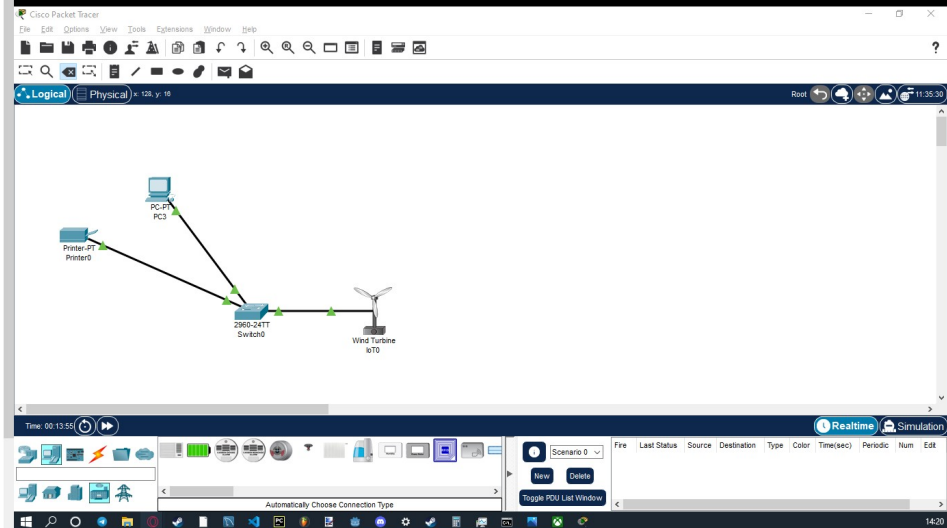 Cisco Packet Tracer
File Edit Options View Tools Extensions Window Help
?
Logical Physical x: 128, y: 16 Root 11:35:30
PC-PT
PC3
Printer-PT
Printer0
2960-24TT
Switch0
Wind Turbine
IoT0
Time: 00:13:55 Realtime Simulation
Scenario 0 Fire Last Status Source Destination Type Color Time(sec) Periodic Num Edit
New Delete
Toggle PDU List Window
Automatically Choose Connection Type
14:20